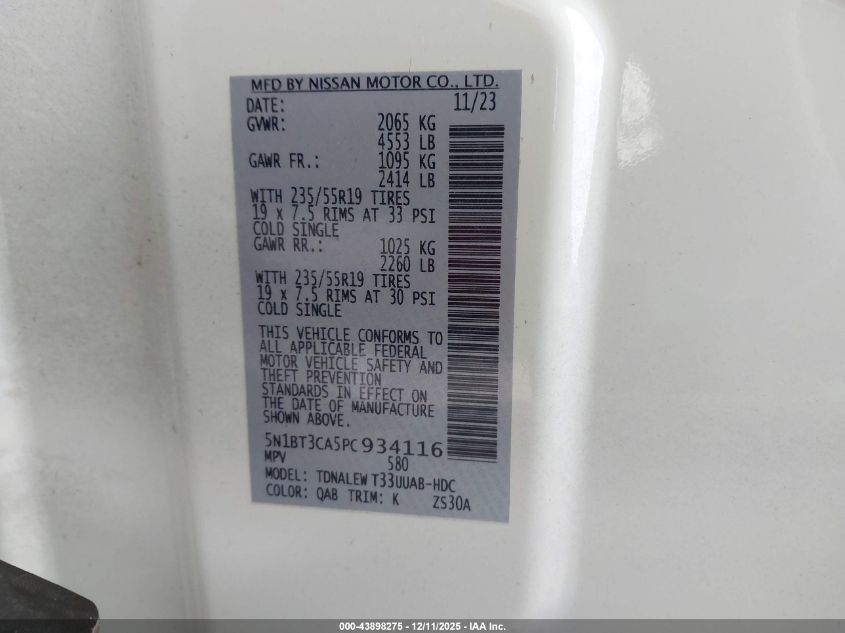 MFD BY NISSAN MOTOR CO., LTD.
DATE: 11/23
GVWR: 2065 KG
4553 LB
GAWR FR.: 1095 KG
2414 LB
WITH 235/55R19 TIRES
19 x 7.5 RIMS AT 33 PSI
COLD SINGLE
GAWR RR.: 1025 KG
2260 LB
WITH 235/55R19 TIRES
19 x 7.5 RIMS AT 30 PSI
COLD SINGLE
THIS VEHICLE CONFORMS TO
ALL APPLICABLE FEDERAL
MOTOR VEHICLE SAFETY AND
THEFT PREVENTION
STANDARDS IN EFFECT ON
THE DATE OF MANUFACTURE
SHOWN ABOVE.
5N1BT3CA5PC934116
MPV 580
MODEL: TDNALEW T33UUAB-HDC
COLOR: QAB TRIM: K ZS30A
000-43898275 - 12/11/2025 - IAA Inc.